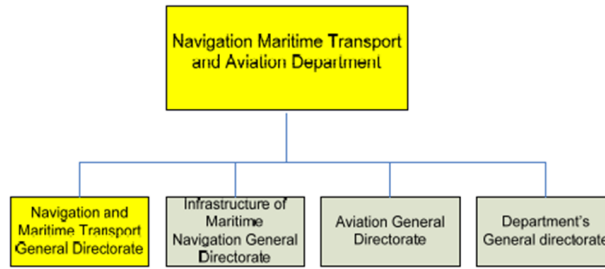 Navigation Maritime Transport
and Aviation Department
Navigation and
Maritime Transport
General Directorate
Infrastructure of
Maritime
Navigation General
Directorate
Aviation General
Directorate
Department's
General directorate